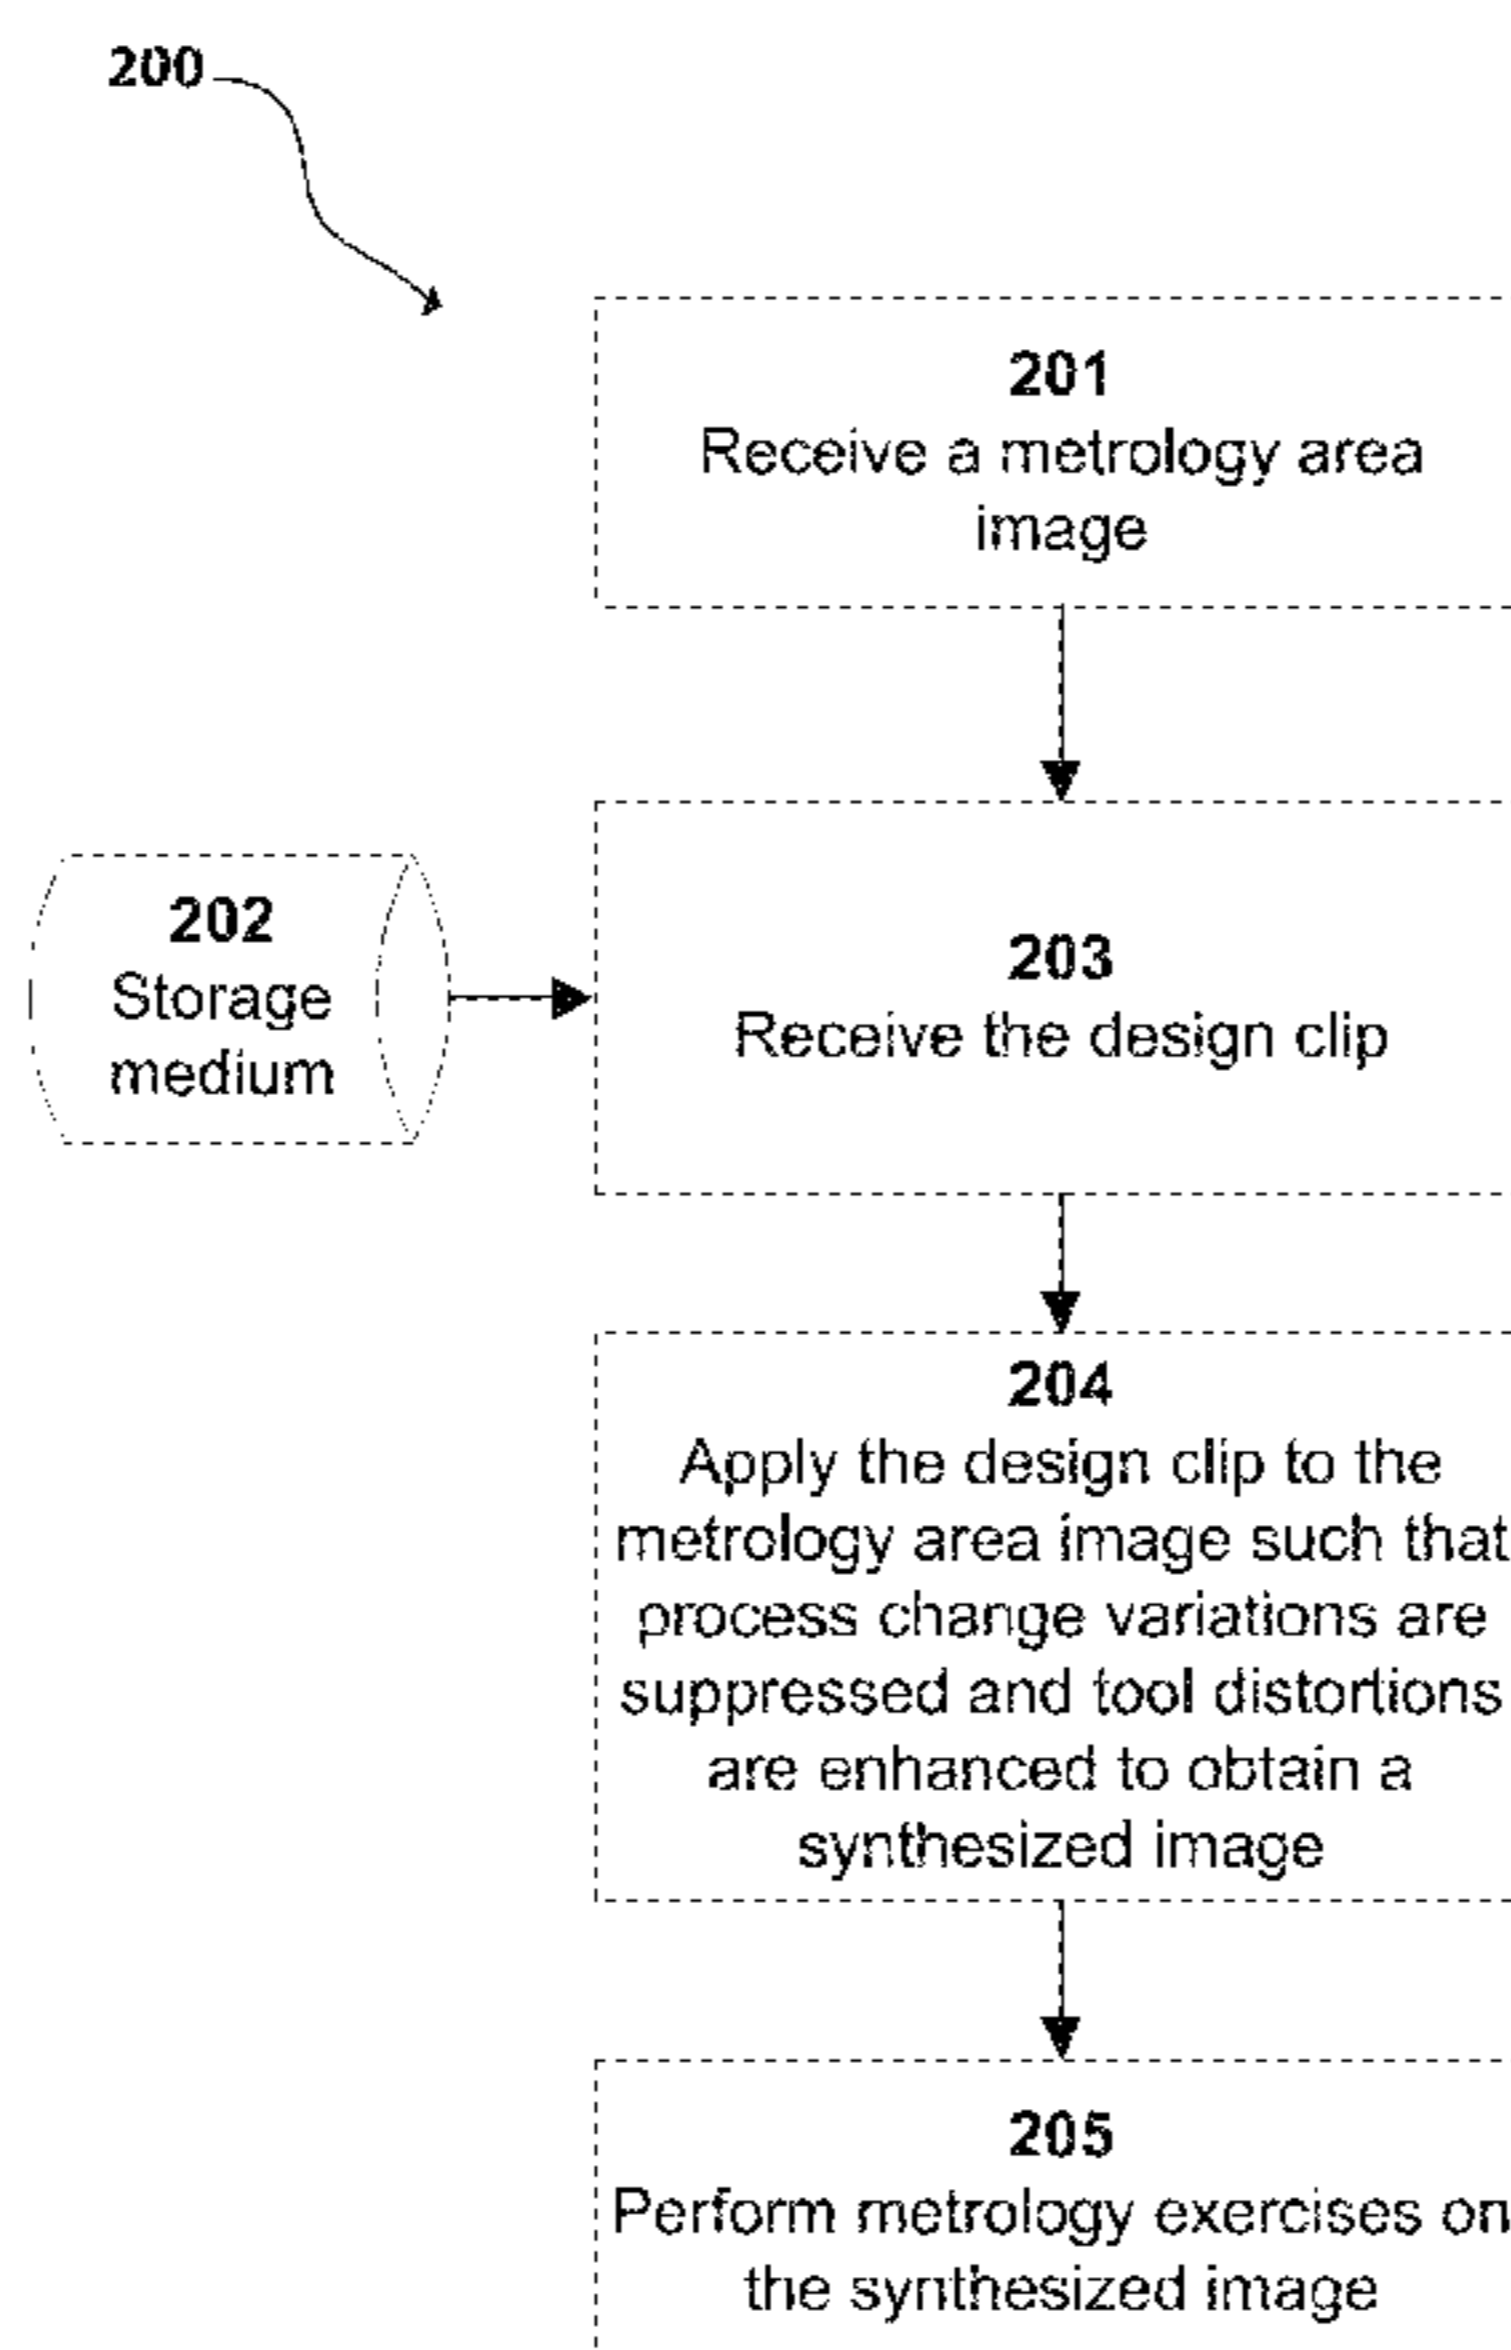 200
201
Receive a metrology area
image
202
Storage
medium
203
Receive the design clip
204
Apply the design clip to the
metrology area image such that
process change variations are
suppressed and tool distortions
are enhanced to obtain a
synthesized image
205
Perform metrology exercises on
the synthesized image